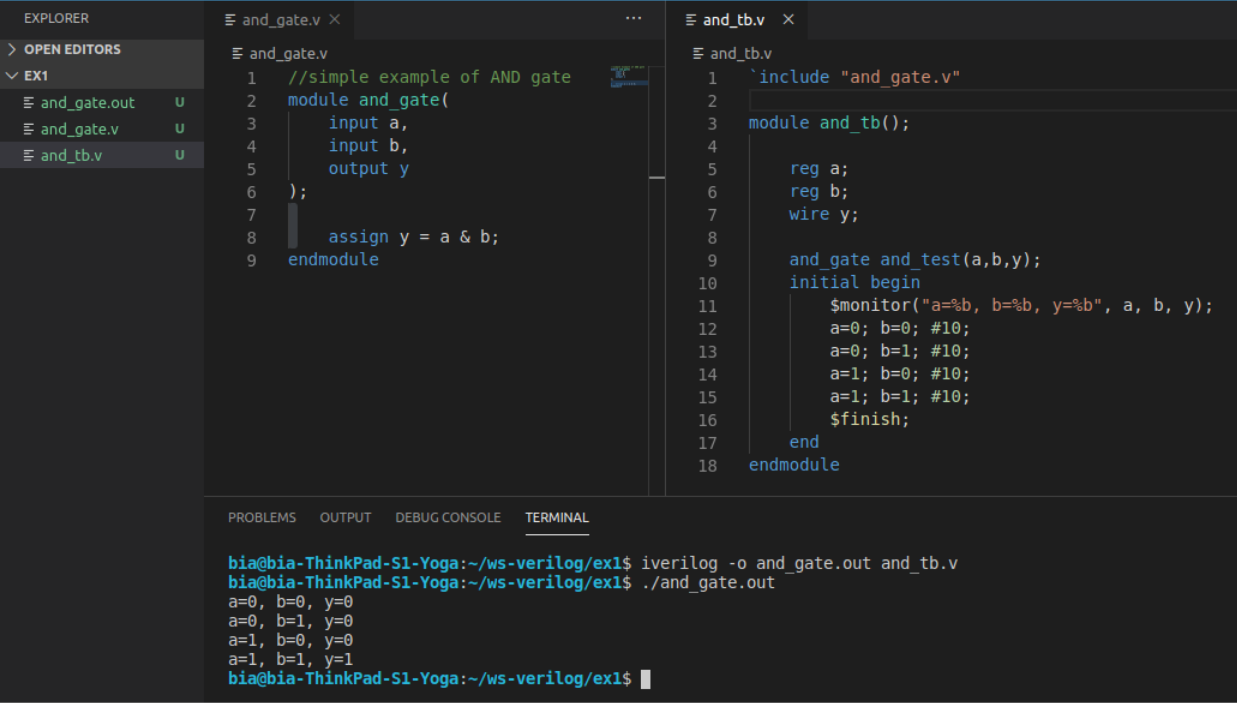 EXPLORER
OPEN EDITORS
EX1
and_gate.out U
and_gate.v U
and_tb.v U
and_gate.v
and_gate.v
1 //simple example of AND gate
2 module and_gate(
3     input a,
4     input b,
5     output y
6 );
7
8     assign y = a & b;
9 endmodule
and_tb.v
and_tb.v
1 `include "and_gate.v"
2
3 module and_tb();
4
5     reg a;
6     reg b;
7     wire y;
8
9     and_gate and_test(a,b,y);
10     initial begin
11         $monitor("a=%b, b=%b, y=%b", a, b, y);
12         a=0; b=0; #10;
13         a=0; b=1; #10;
14         a=1; b=0; #10;
15         a=1; b=1; #10;
16         $finish;
17     end
18 endmodule
PROBLEMS OUTPUT DEBUG CONSOLE TERMINAL
bia@bia-ThinkPad-S1-Yoga:~/ws-verilog/ex1$ iverilog -o and_gate.out and_tb.v
bia@bia-ThinkPad-S1-Yoga:~/ws-verilog/ex1$ ./and_gate.out
a=0, b=0, y=0
a=0, b=1, y=0
a=1, b=0, y=0
a=1, b=1, y=1
bia@bia-ThinkPad-S1-Yoga:~/ws-verilog/ex1$